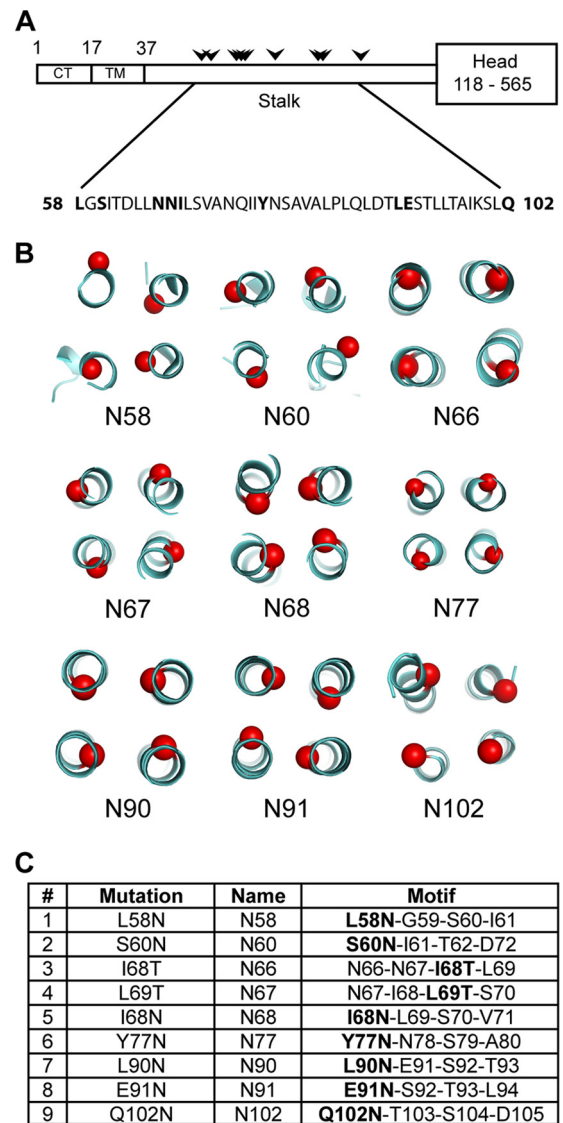 A
1 17 37
CT TM
Head
118 - 565
Stalk
58 LGSITDLLNNILSVANQIIYNSAVALPLQLDTLESTLLTAIKSLQ 102
B
N58 N60 N66
N67 N68 N77
N90 N91 N102
C
# Mutation Name Motif
1 L58N N58 L58N-G59-S60-I61
2 S60N N60 S60N-I61-T62-D72
3 I68T N66 N66-N67-I68T-L69
4 L69T N67 N67-I68-L69T-S70
5 I68N N68 I68N-L69-S70-V71
6 Y77N N77 Y77N-N78-S79-A80
7 L90N N90 L90N-E91-S92-T93
8 E91N N91 E91N-S92-T93-L94
9 Q102N N102 Q102N-T103-S104-D105